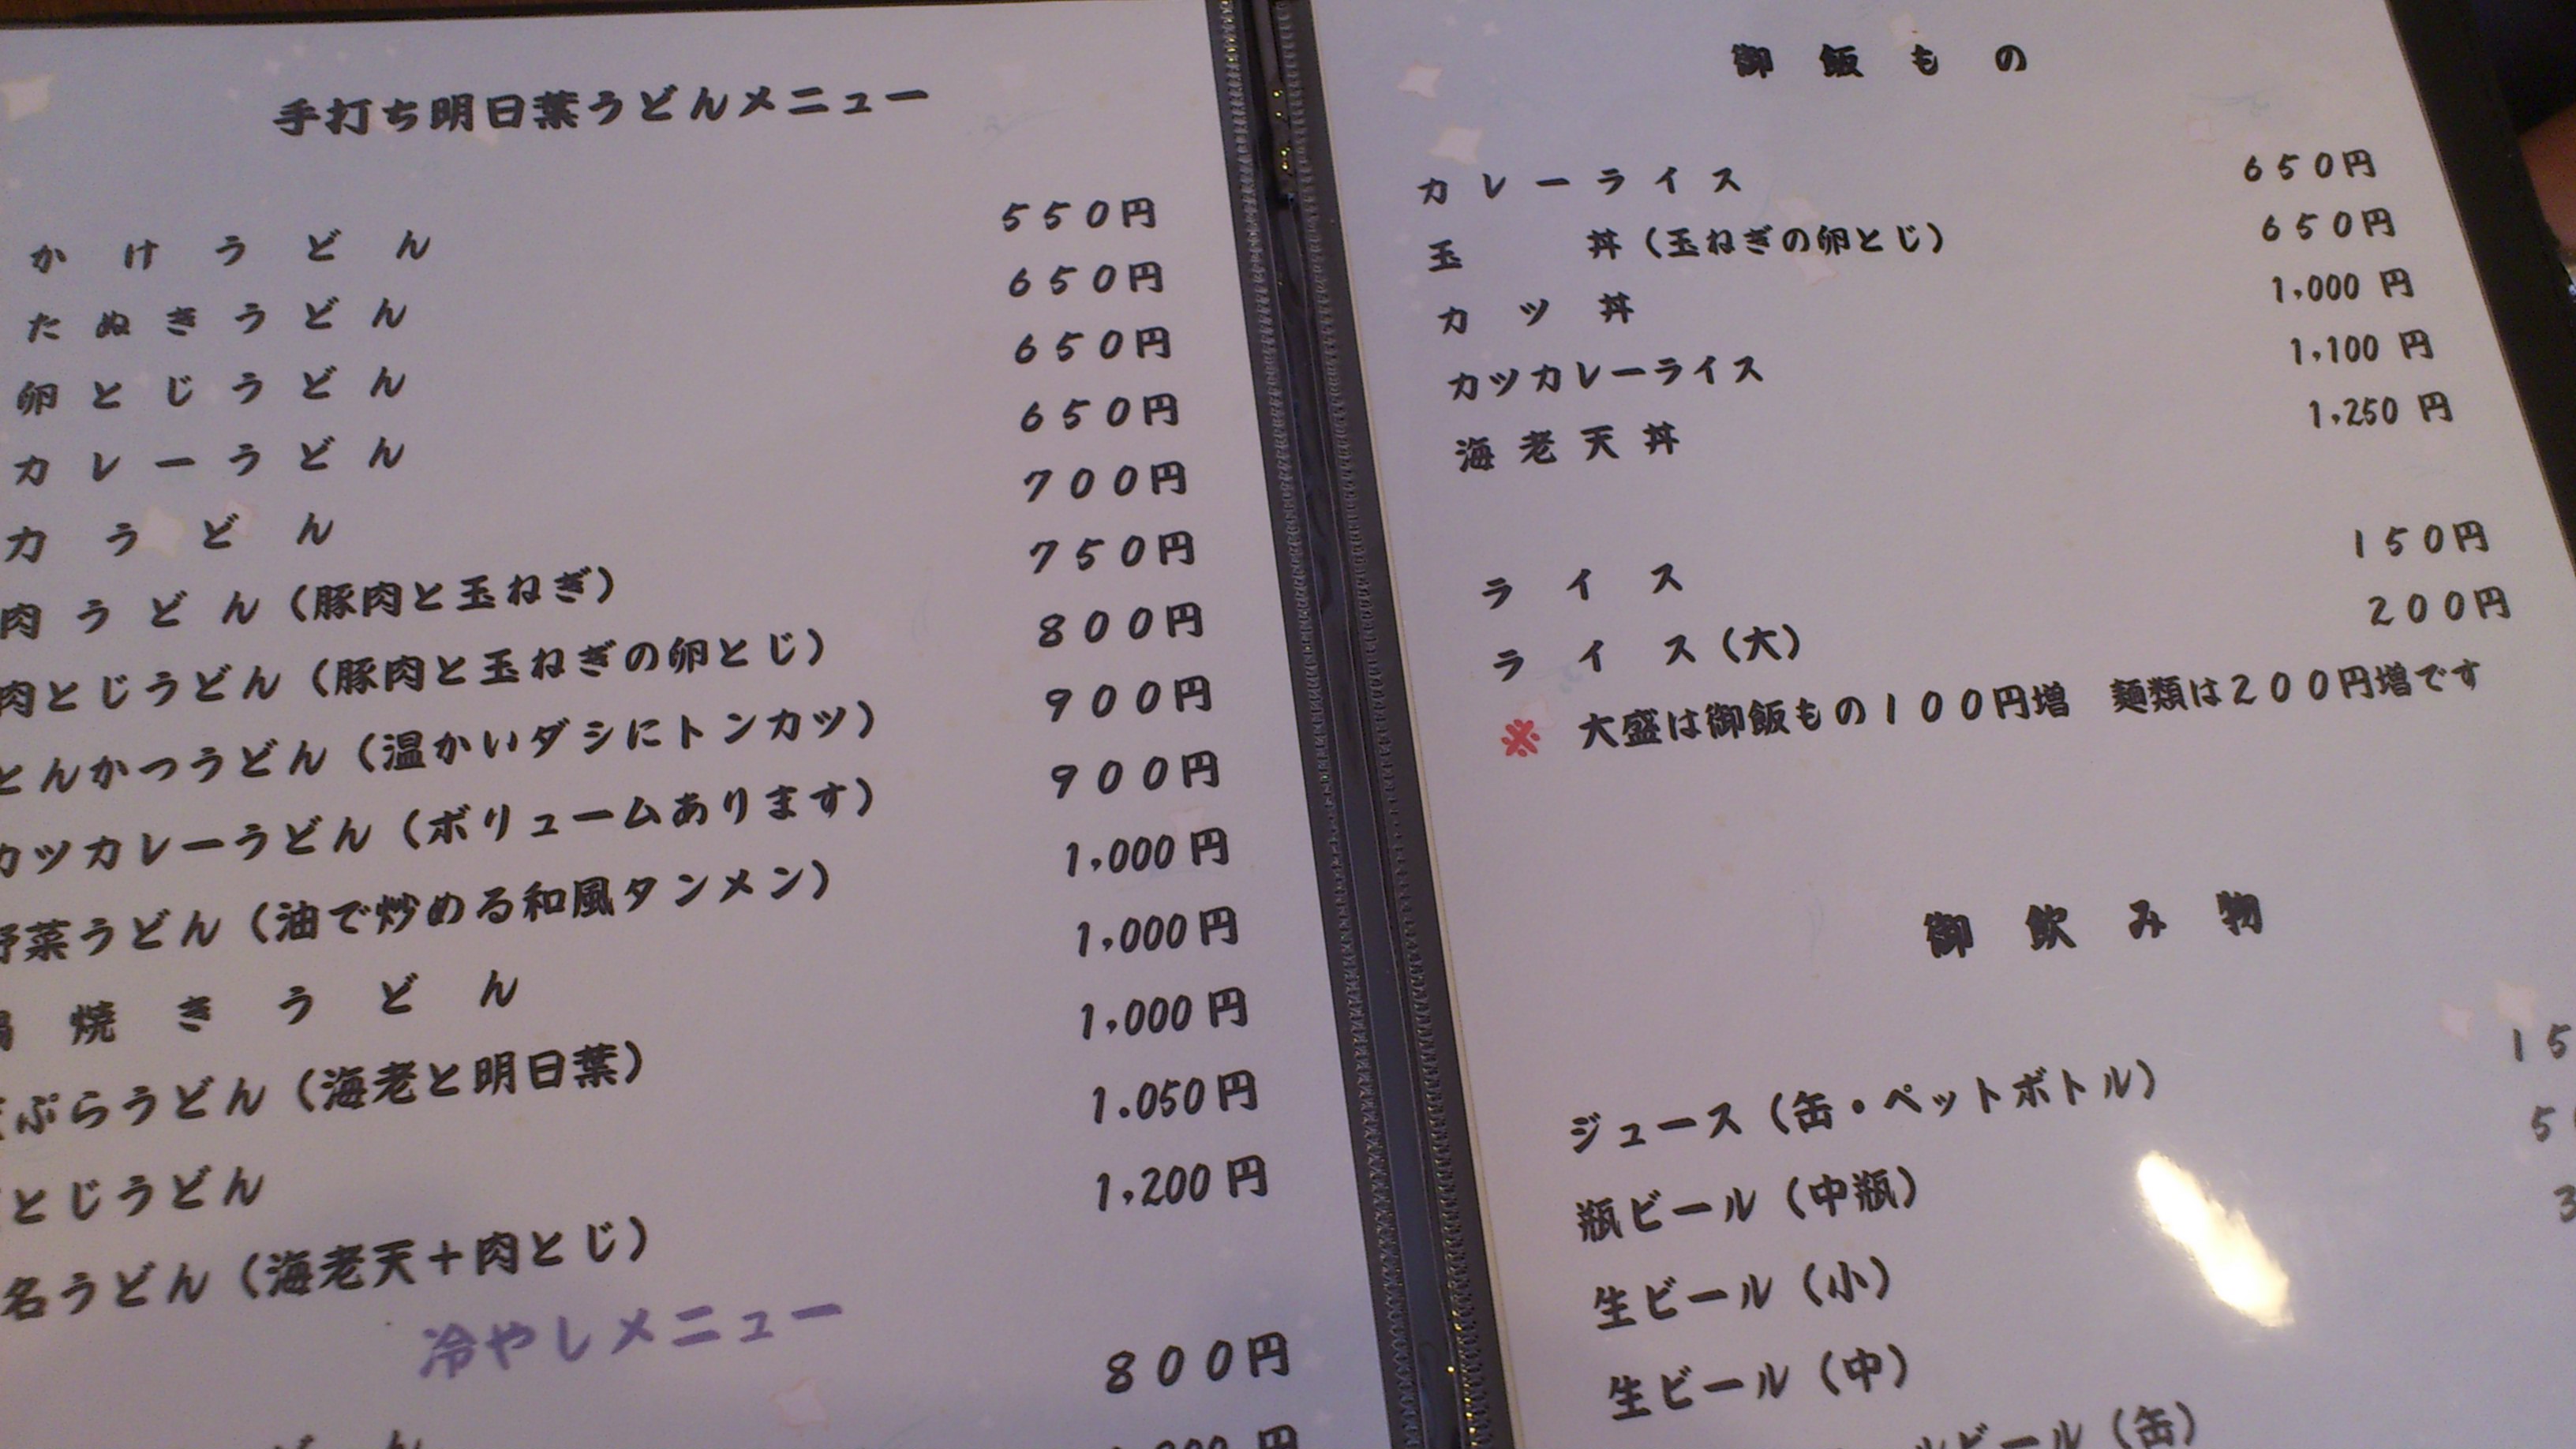 手打ち明日葉うどんメニュー
かけうどん 550円
たぬきうどん 650円
卵とじうどん 650円
カレーうどん 650円
力うどん 700円
肉うどん(豚肉と玉ねぎ) 750円
肉とじうどん(豚肉と玉ねぎの卵とじ) 800円
とんかつうどん(温かいダシにトンカツ) 900円
カツカレーうどん(ボリュームあります) 900円
野菜うどん(油で炒める和風タンメン) 1,000円
焼きうどん 1,000円
ぷらうどん(海老と明日葉) 1,000円
とじうどん 1.050円
名うどん(海老天+肉とじ) 1,200円
冷やしメニュー
800円
御飯もの
カレーライス 650円
玉丼(玉ねぎの卵とじ) 650円
カツ丼 1,000円
カツカレーライス 1,100円
海老天丼 1,250円
ライス 150円
ライス(大) 200円
※ 大盛は御飯もの100円増 麺類は200円増です
御飲み物
ジュース(缶・ペットボトル) 15
瓶ビール(中瓶) 5
生ビール(小) 3
生ビール(中)
ビール(缶)